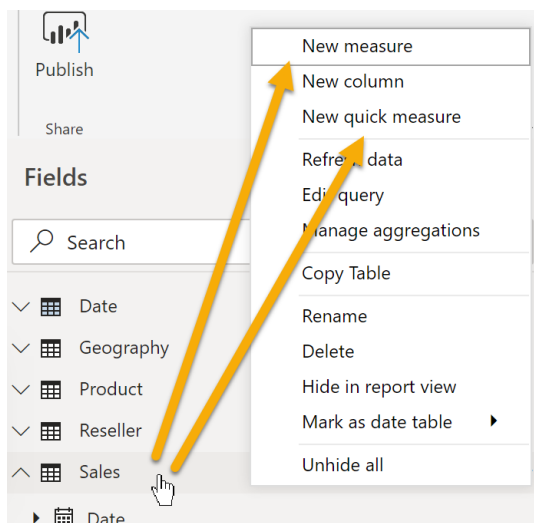 Publish
Share
Fields
Search
Date
Geography
Product
Reseller
Sales
Date
New measure
New column
New quick measure
Refresh data
Edit query
Manage aggregations
Copy Table
Rename
Delete
Hide in report view
Mark as date table
Unhide all